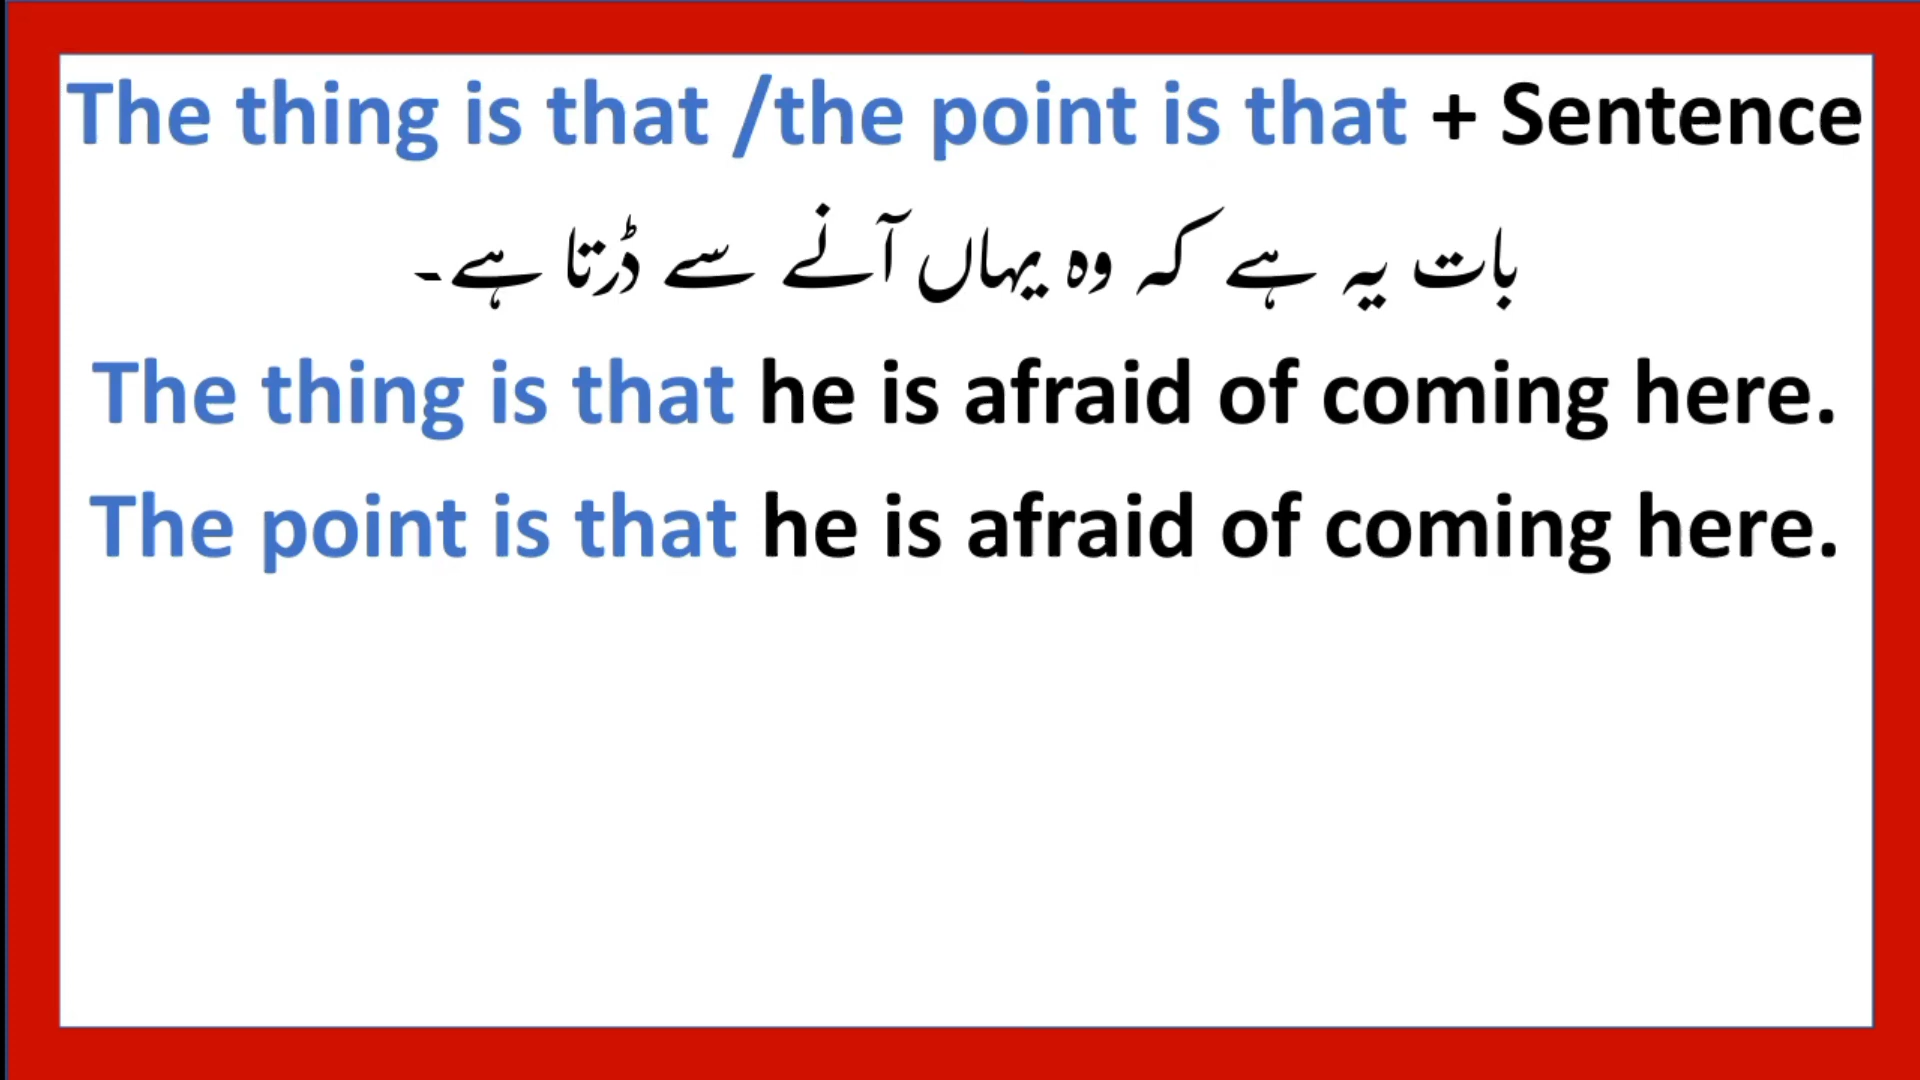 The thing is that /the point is that + Sentence
بات یہ ہے کہ وہ یہاں آنے سے ڈرتا ہے۔
The thing is that he is afraid of coming here.
The point is that he is afraid of coming here.